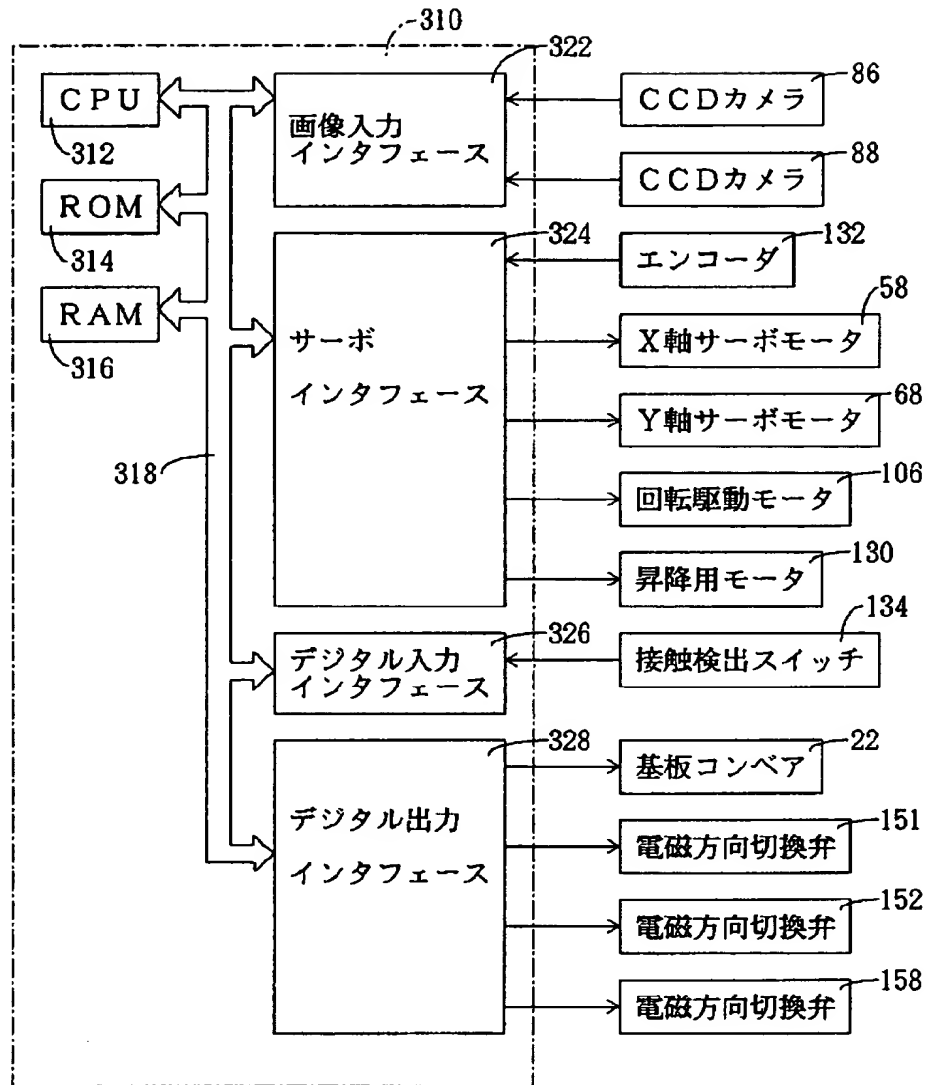 310
CPU
312
ROM
314
RAM
316
318
322
画像入力
インタフェース
CCDカメラ
86
CCDカメラ
88
324
サーボ
インタフェース
エンコーダ
132
X軸サーボモータ
58
Y軸サーボモータ
68
回転駆動モータ
106
昇降用モータ
130
326
デジタル入力
インタフェース
接触検出スイッチ
134
328
デジタル出力
インタフェース
基板コンベア
22
電磁方向切換弁
151
電磁方向切換弁
152
電磁方向切換弁
158